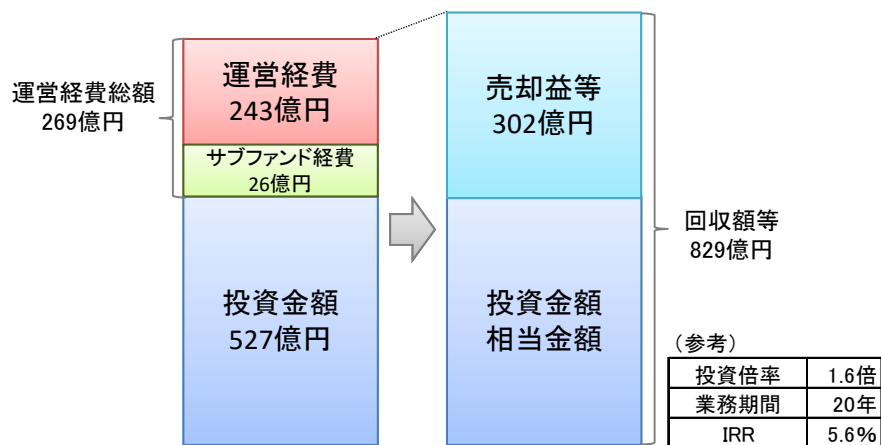 運営経費総額
269億円
運営経費
243億円
サブファンド経費
26億円
投資金額
527億円
売却益等
302億円
投資金額
相当金額
回収額等
829億円
（参考）
投資倍率 1.6倍
業務期間 20年
IRR 5.6%